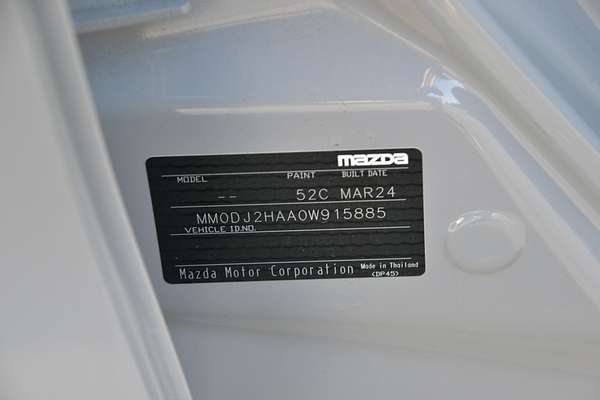 mazda
MODEL PAINT BUILT DATE
-- 52C MAR24
MM0DJ2HAA0W915885
VEHICLE ID.NO.
Mazda Motor Corporation Made in Thailand
(DP45)